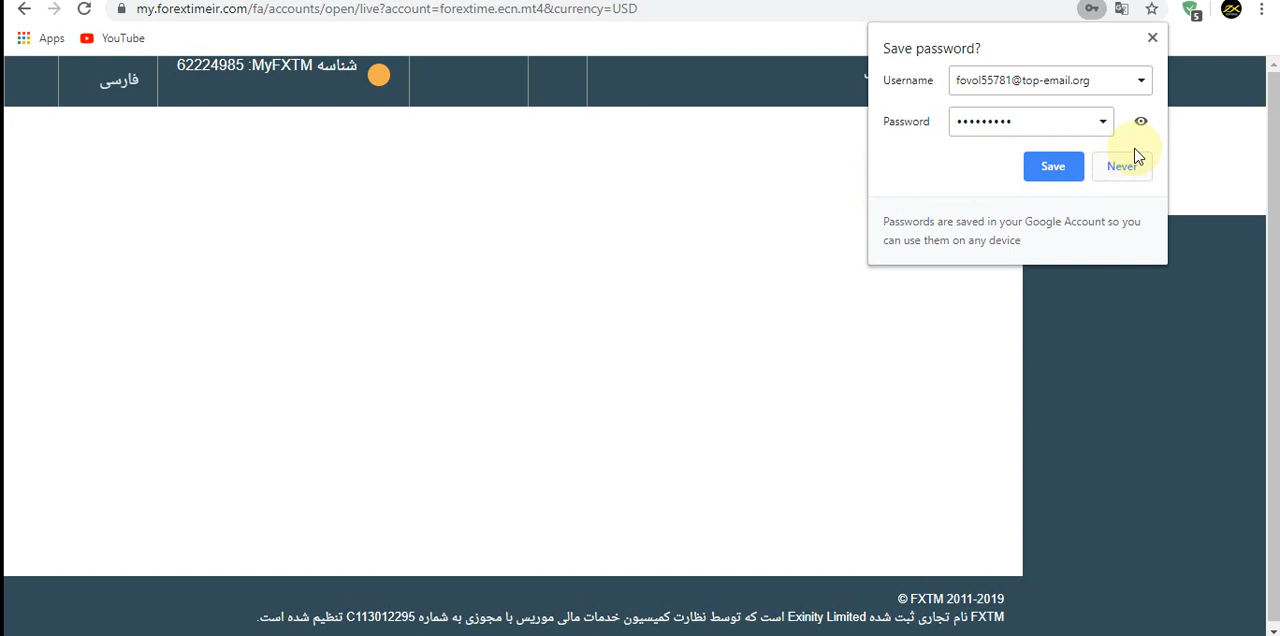 my.forextimeir.com/fa/accounts/open/live?account=forextime.ecn.mt4&currency=USD
Apps YouTube
5
Save password?
Username fovol55781@top-email.org
Password •••••••••
Save Never
Passwords are saved in your Google Account so you
can use them on any device
فارسی
شناسه MyFXTM: 62224985
© FXTM 2011-2019
FXTM نام تجاری ثبت شده Exinity Limited است که توسط نظارت کمیسیون خدمات مالی موریس با مجوزی به شماره C113012295 تنظیم شده است.